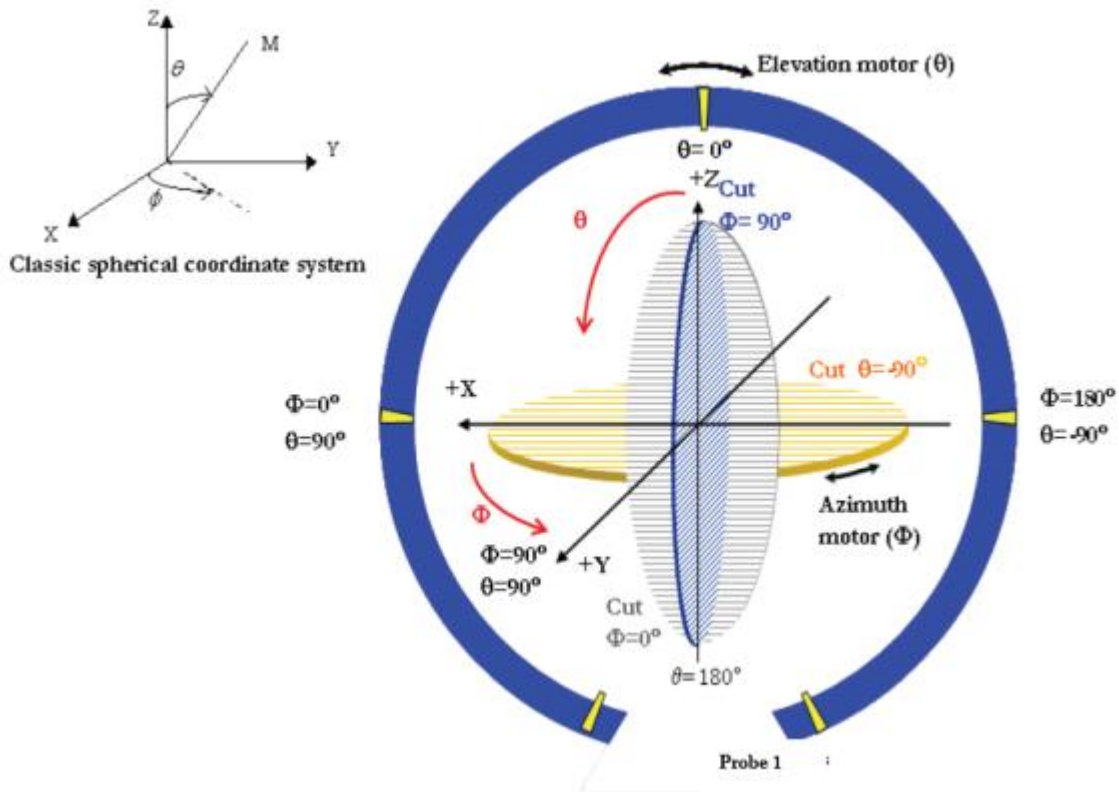 Z
M
θ
Y
ϕ
X
Classic spherical coordinate system
Elevation motor (θ)
θ= 0°
+Z
Cut
Φ= 90°
θ
Cut θ=-90°
+X
Φ=0°
θ=90°
Φ=180°
θ=-90°
Φ
Azimuth
motor (Φ)
Φ=90°
θ=90°
+Y
Cut
Φ=0°
θ=180°
Probe 1